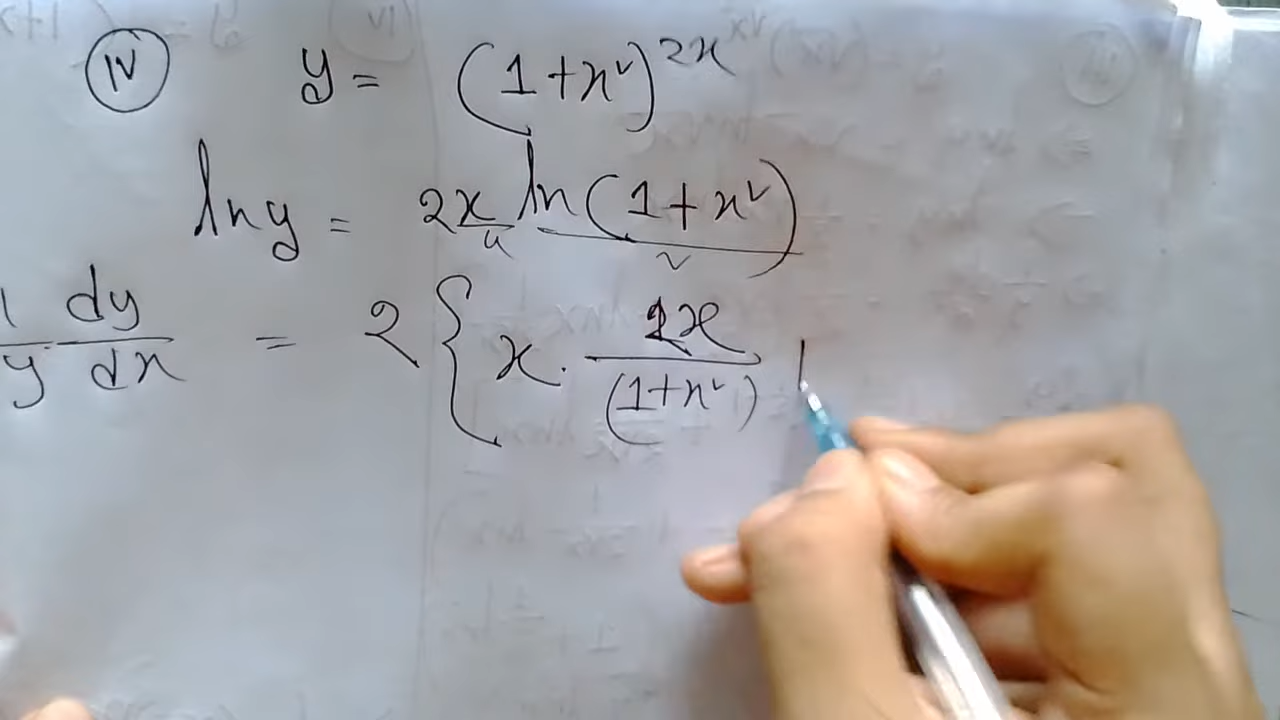 (IV) y = (1+x²)^2x
ln y = 2x ln(1+x²)
u v
1/y dy/dx = 2 { x . 2x/(1+x²)